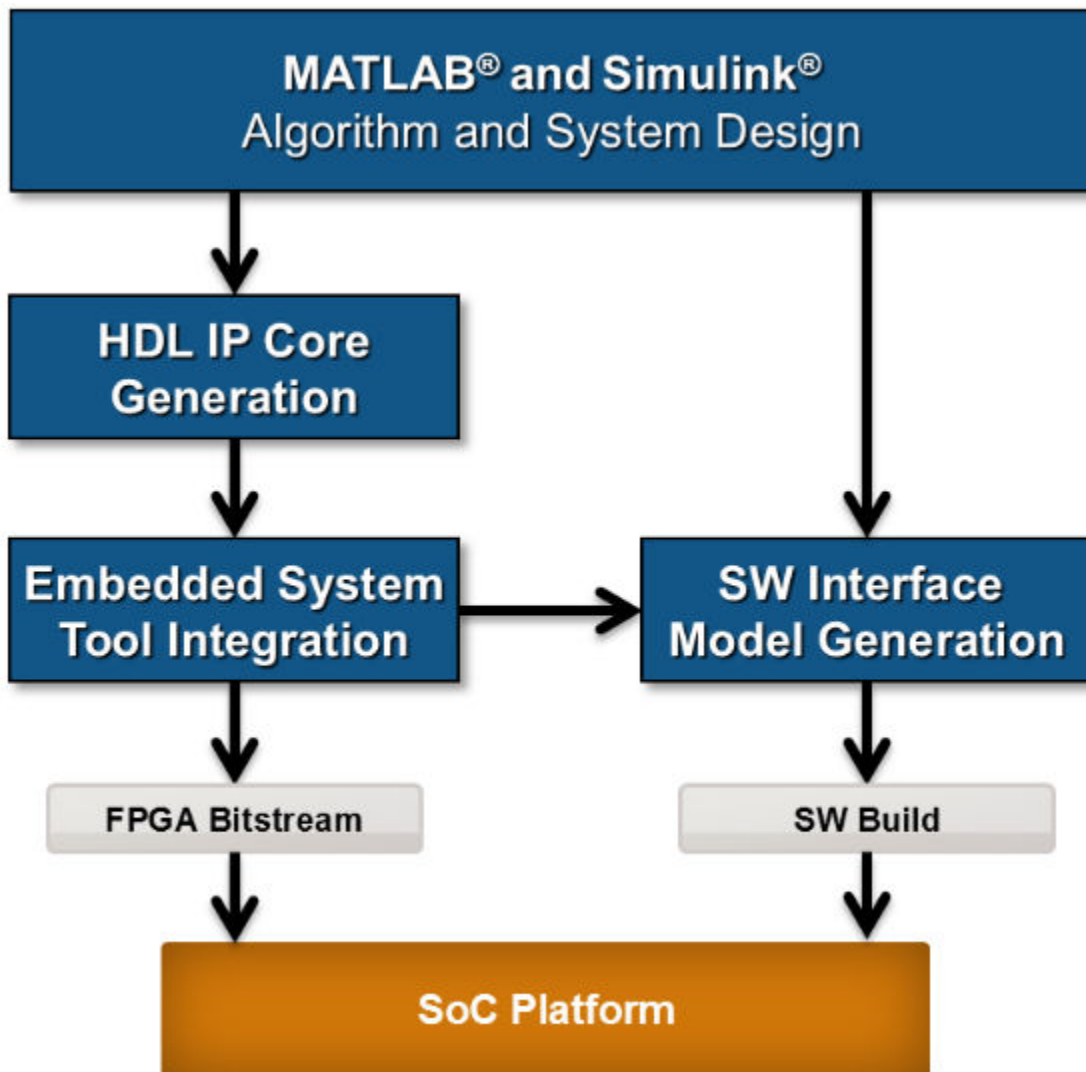 MATLAB® and Simulink®
Algorithm and System Design
HDL IP Core
Generation
Embedded System
Tool Integration
SW Interface
Model Generation
FPGA Bitstream
SW Build
SoC Platform